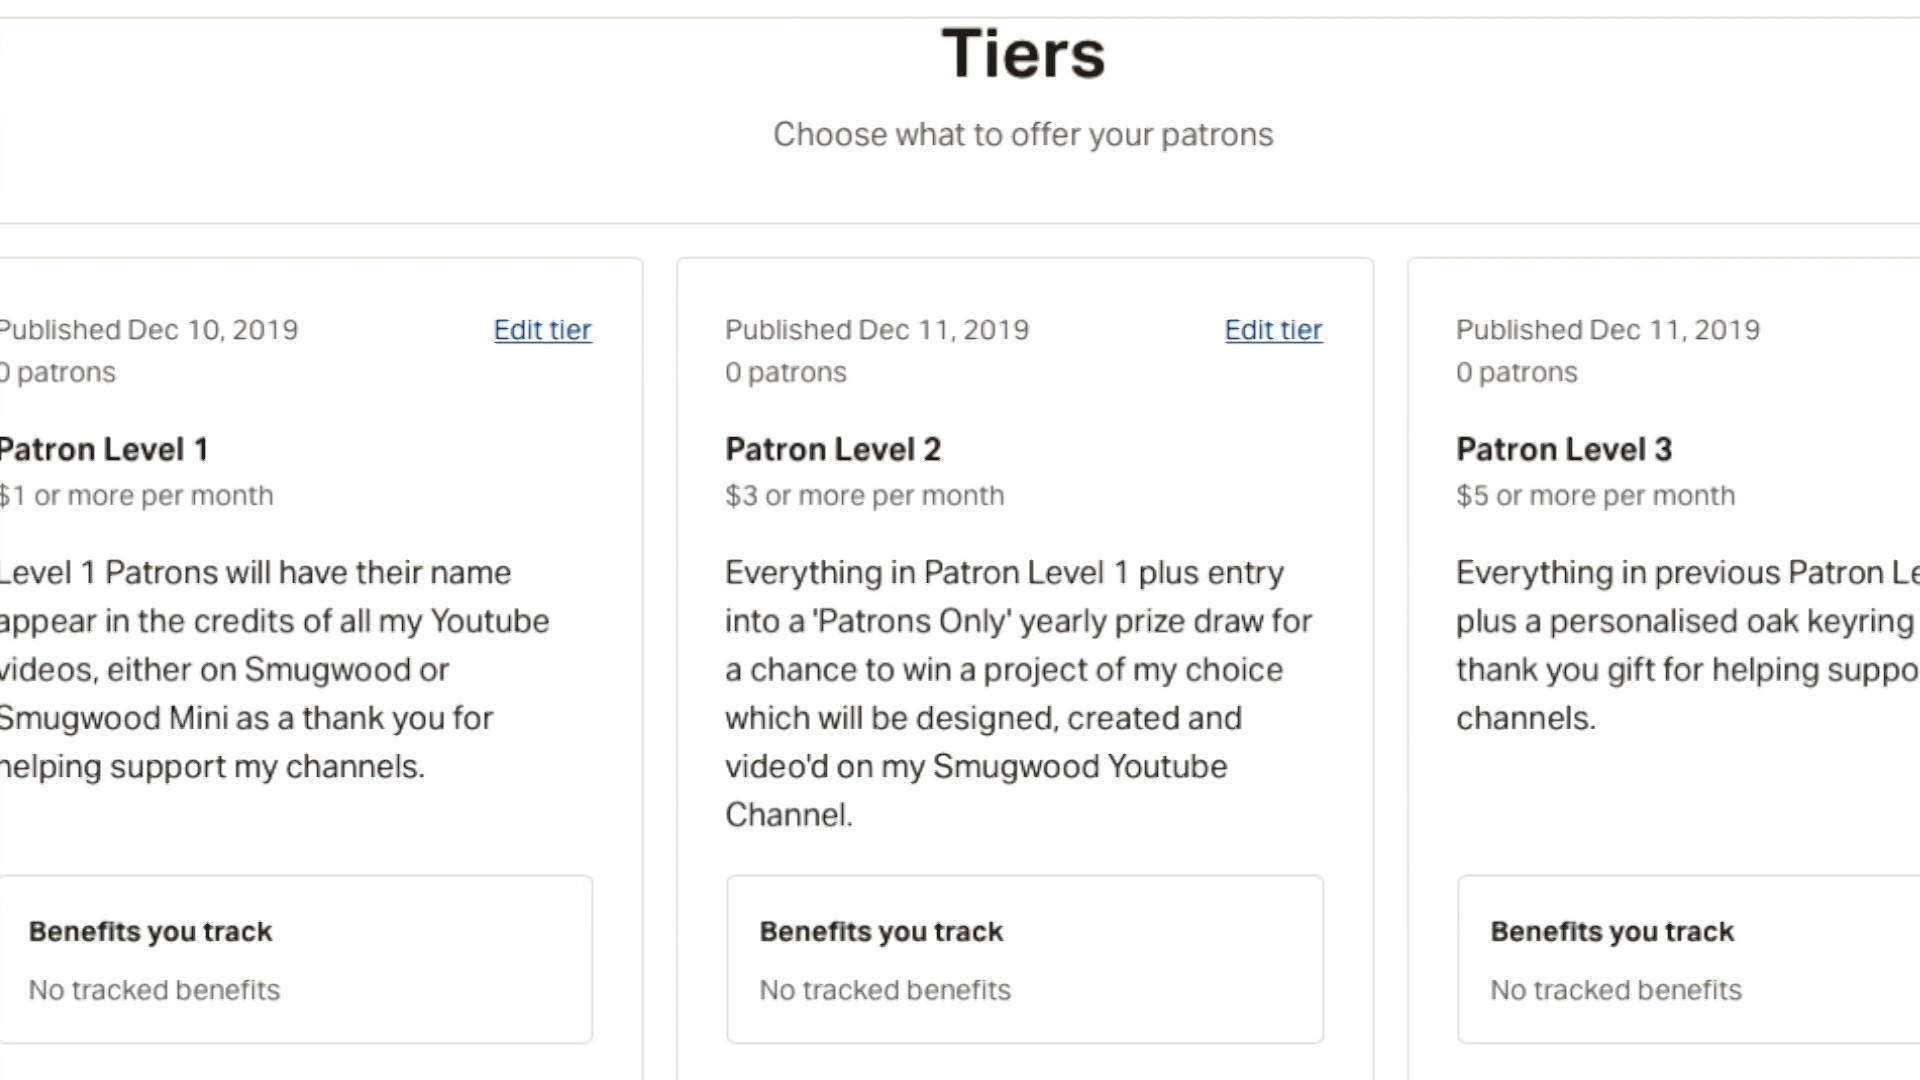 Tiers
Choose what to offer your patrons
Published Dec 10, 2019
Edit tier
0 patrons
Patron Level 1
$1 or more per month
Level 1 Patrons will have their name
appear in the credits of all my Youtube
videos, either on Smugwood or
Smugwood Mini as a thank you for
helping support my channels.
Benefits you track
No tracked benefits
Published Dec 11, 2019
Edit tier
0 patrons
Patron Level 2
$3 or more per month
Everything in Patron Level 1 plus entry
into a 'Patrons Only' yearly prize draw for
a chance to win a project of my choice
which will be designed, created and
video'd on my Smugwood Youtube
Channel.
Benefits you track
No tracked benefits
Published Dec 11, 2019
0 patrons
Patron Level 3
$5 or more per month
Everything in previous Patron Le
plus a personalised oak keyring
thank you gift for helping suppo
channels.
Benefits you track
No tracked benefits